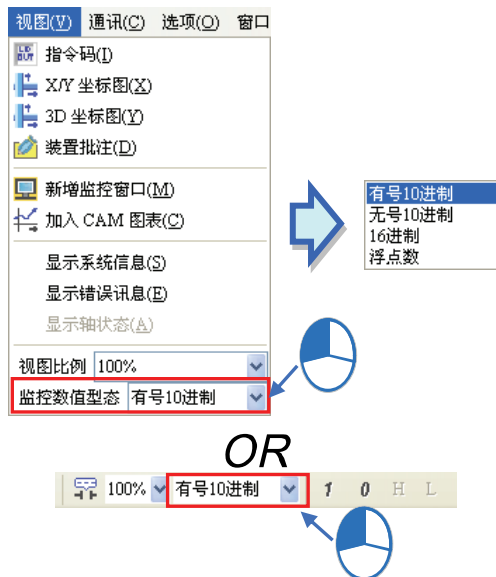 视图(V) 通讯(C) 选项(O) 窗口
指令码(I)
X/Y 坐标图(X)
3D 坐标图(Y)
装置批注(D)
新增监控窗口(M)
加入 CAM 图表(C)
显示系统信息(S)
显示错误讯息(E)
显示轴状态(A)
视图比例 100%
监控数值型态 有号10进制
有号10进制
无号10进制
16进制
浮点数
OR
100% 有号10进制 1 0 H L